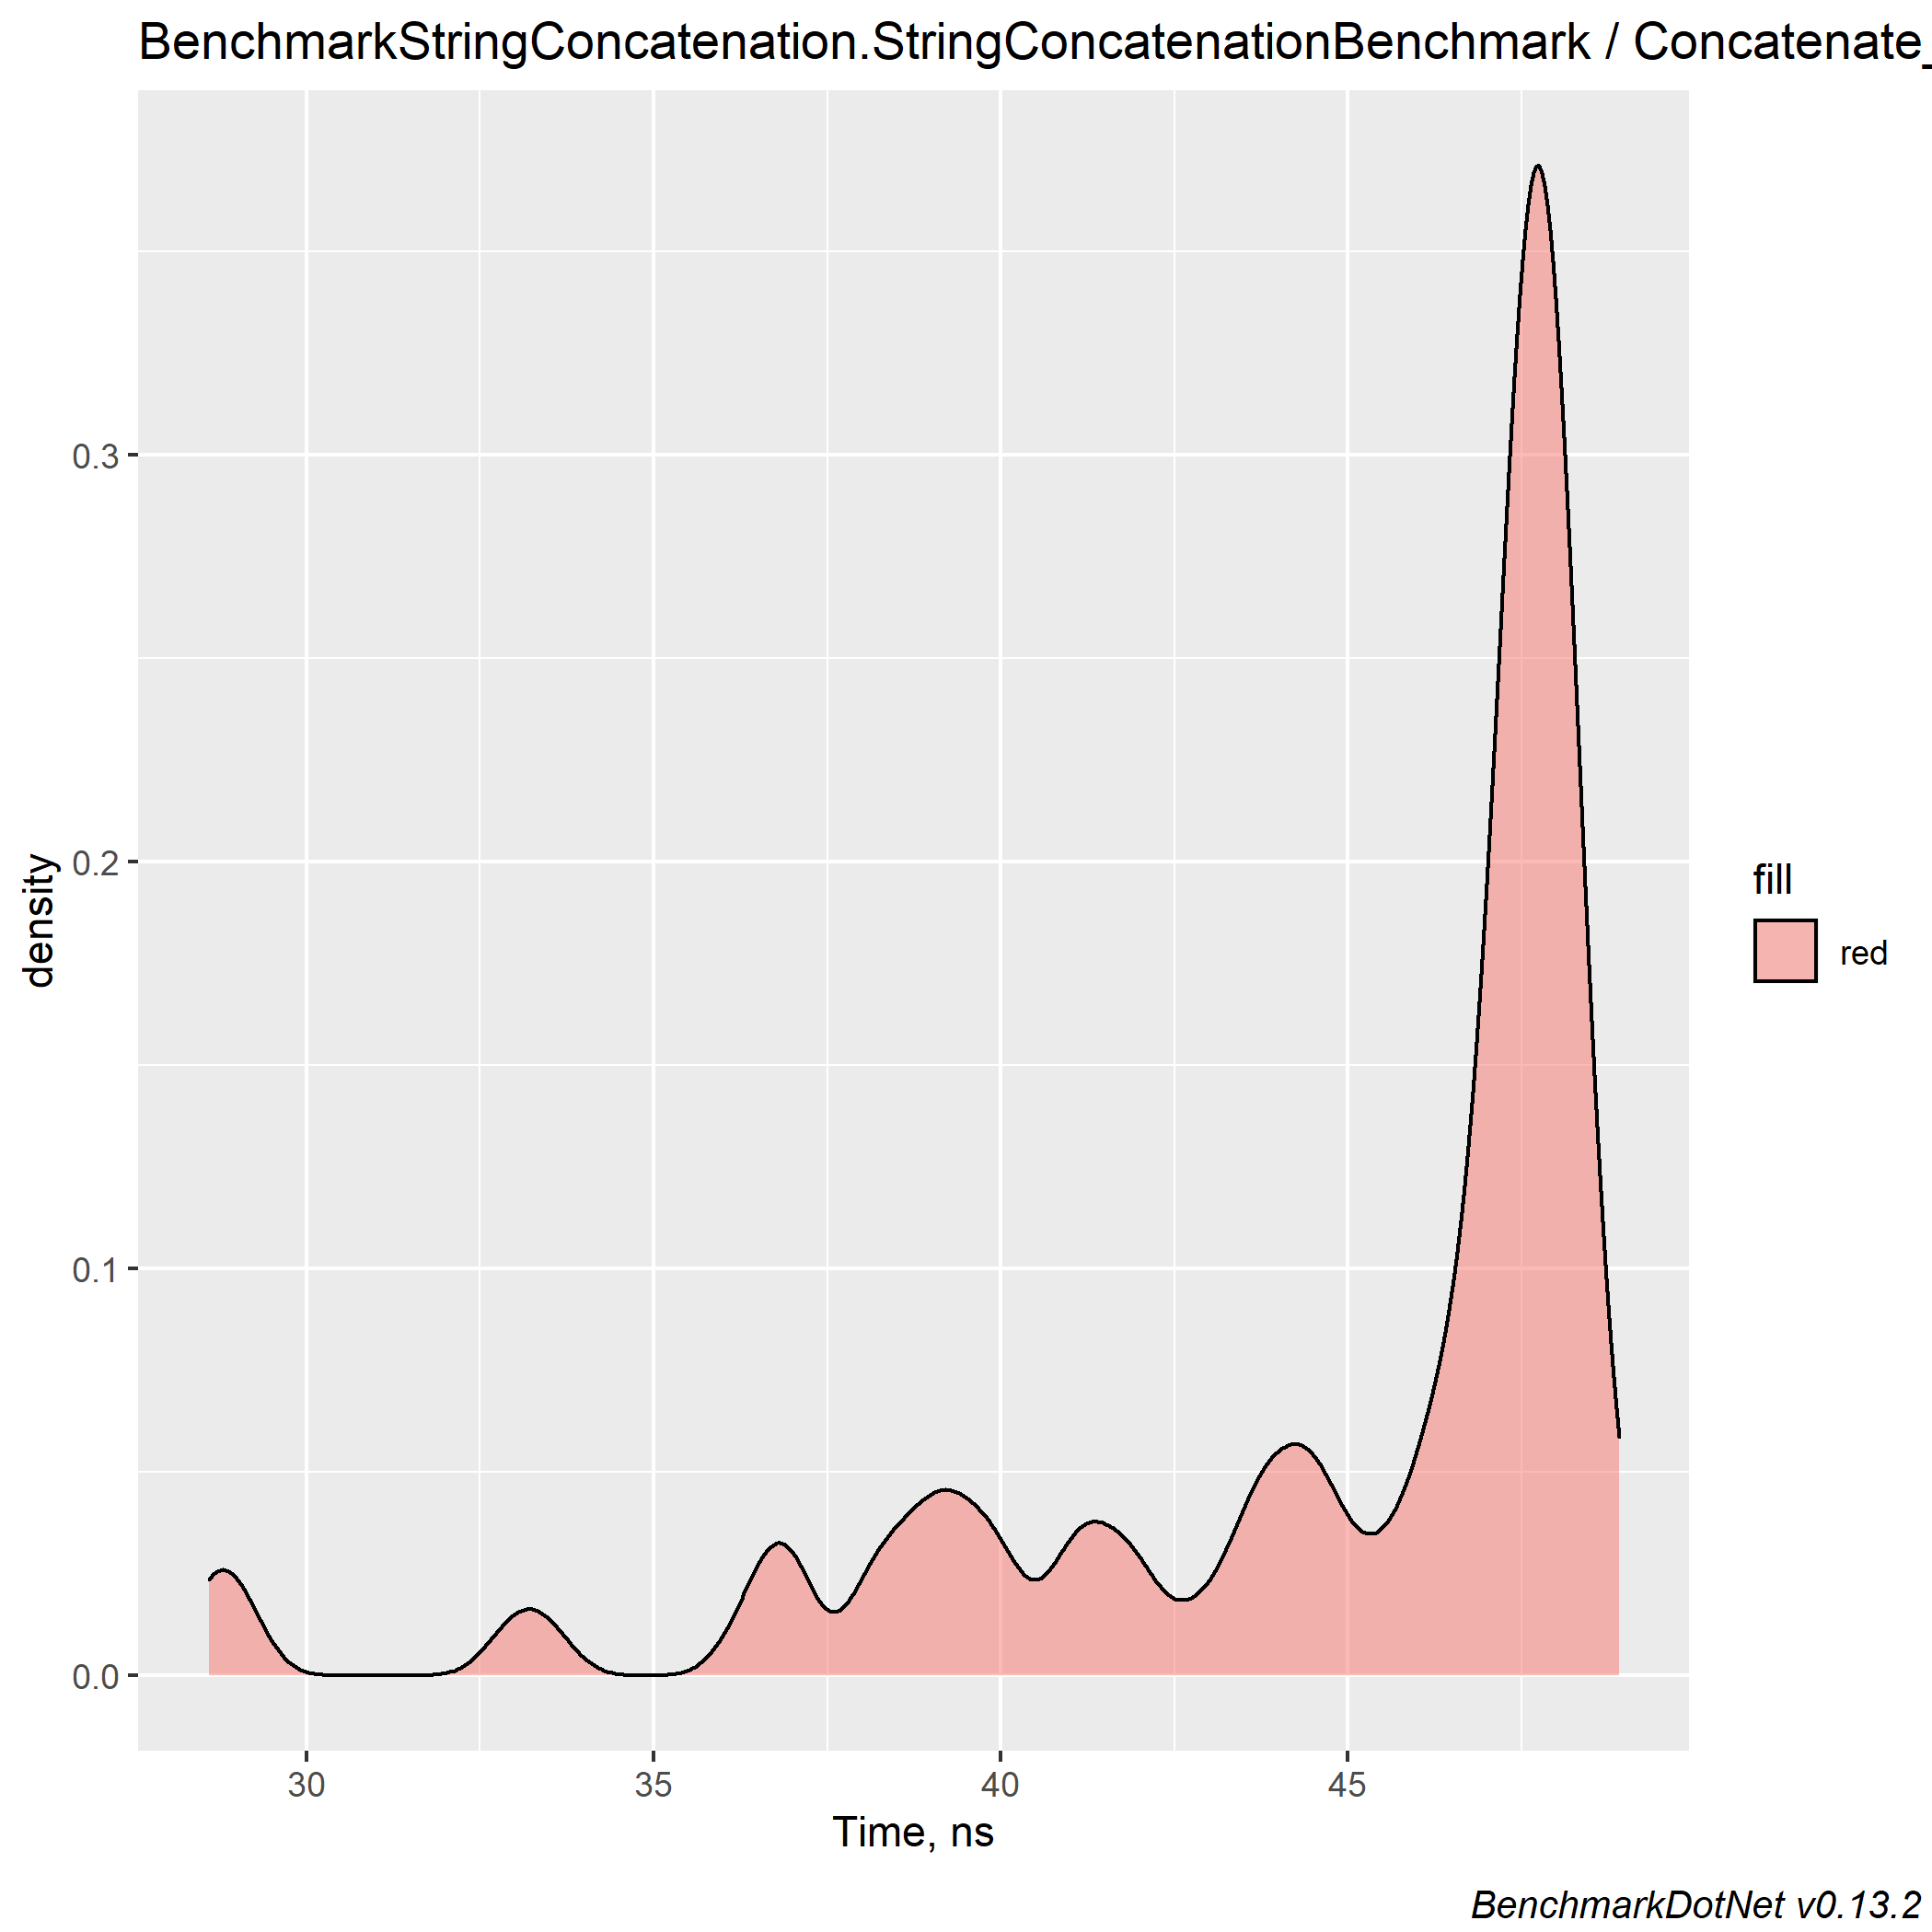 BenchmarkStringConcatenation.StringConcatenationBenchmark / Concatenate_
density
0.3
0.2
0.1
0.0
30 35 40 45
Time, ns
fill
red
BenchmarkDotNet v0.13.2